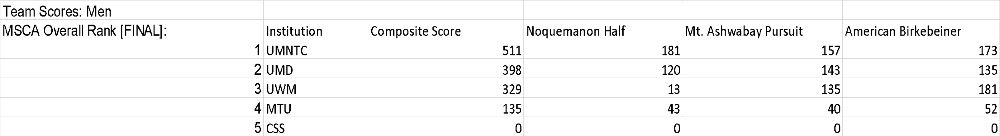 Team Scores: Men
MSCA Overall Rank [FINAL]: Institution Composite Score Noquemanon Half Mt. Ashwabay Pursuit American Birkebeiner
1 UMNTC 511 181 157 173
2 UMD 398 120 143 135
3 UWM 329 13 135 181
4 MTU 135 43 40 52
5 CSS 0 0 0 0